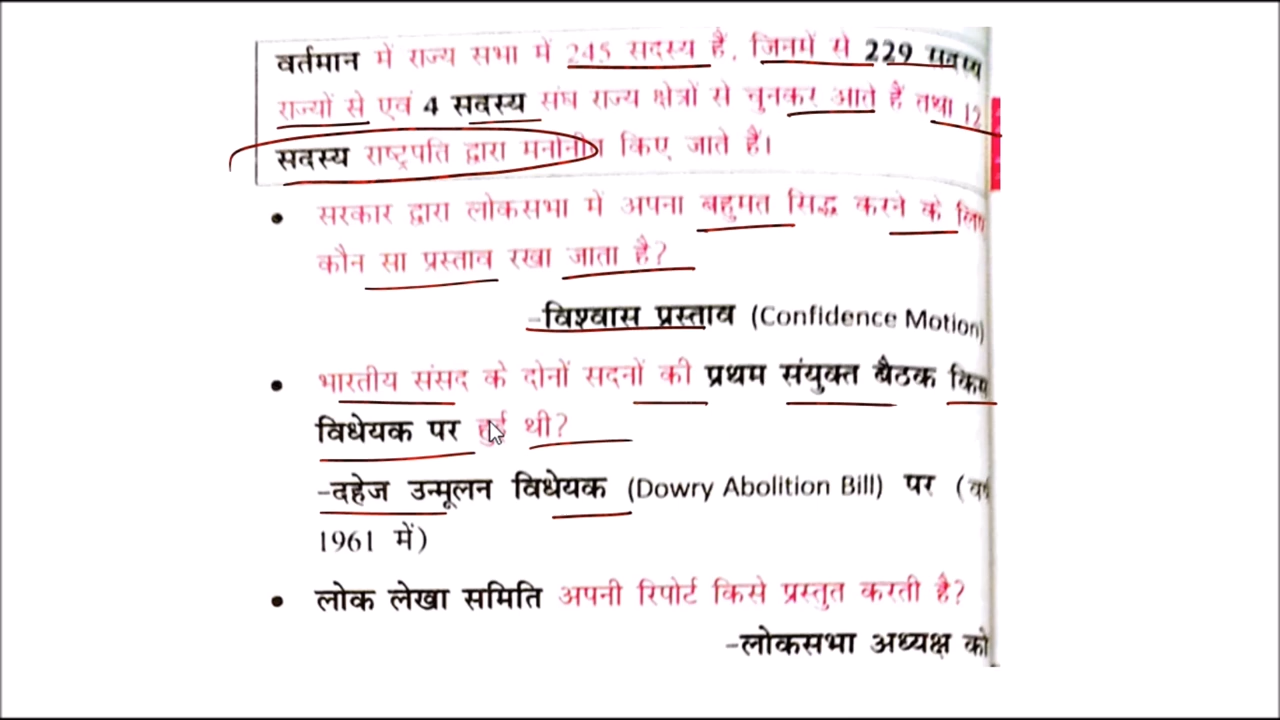 वर्तमान में राज्य सभा में 245 सदस्य हैं, जिनमें से 229 सदस्य
राज्यों से एवं 4 सदस्य संघ राज्य क्षेत्रों से चुनकर आते हैं तथा 12
सदस्य राष्ट्रपति द्वारा मनोनीत किए जाते हैं।
• सरकार द्वारा लोकसभा में अपना बहुमत सिद्ध करने के लिए
कौन सा प्रस्ताव रखा जाता है?
-विश्वास प्रस्ताव (Confidence Motion)
• भारतीय संसद के दोनों सदनों की प्रथम संयुक्त बैठक किस
विधेयक पर हुई थी?
-दहेज उन्मूलन विधेयक (Dowry Abolition Bill) पर (वर्ष
1961 में)
• लोक लेखा समिति अपनी रिपोर्ट किसे प्रस्तुत करती है?
-लोकसभा अध्यक्ष को